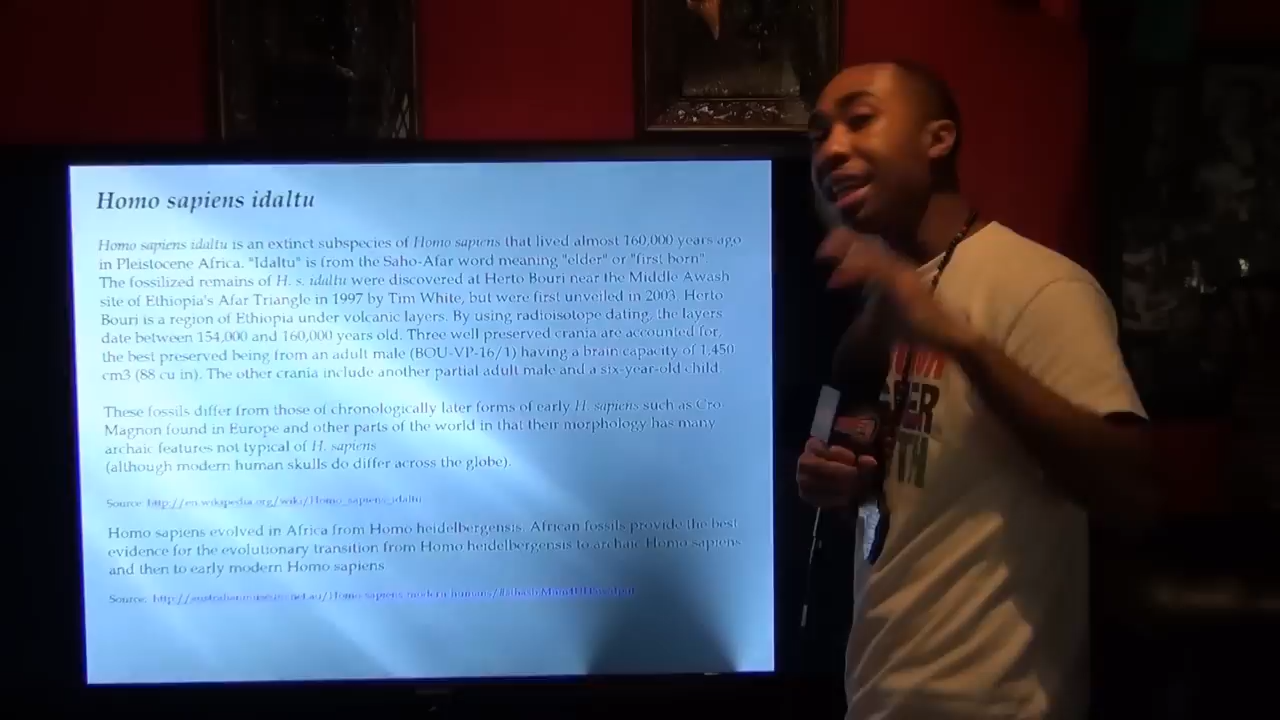 Homo sapiens idaltu
Homo sapiens idaltu is an extinct subspecies of Homo sapiens that lived almost 160,000 years ago
in Pleistocene Africa. "Idaltu" is from the Saho-Afar word meaning "elder" or "first born".
The fossilized remains of H. s. idaltu were discovered at Herto Bouri near the Middle Awash
site of Ethiopia's Afar Triangle in 1997 by Tim White, but were first unveiled in 2003. Herto
Bouri is a region of Ethiopia under volcanic layers. By using radioisotope dating, the layers
date between 154,000 and 160,000 years old. Three well preserved crania are accounted for,
the best preserved being from an adult male (BOU-VP-16/1) having a brain capacity of 1,450
cm3 (88 cu in). The other crania include another partial adult male and a six-year-old child.
These fossils differ from those of chronologically later forms of early H. sapiens such as Cro-
Magnon found in Europe and other parts of the world in that their morphology has many
archaic features not typical of H. sapiens
(although modern human skulls do differ across the globe).
Source: http://en.wikipedia.org/wiki/Homo_sapiens_idaltu
Homo sapiens evolved in Africa from Homo heidelbergensis. African fossils provide the best
evidence for the evolutionary transition from Homo heidelbergensis to archaic Homo sapiens
and then to early modern Homo sapiens
Source: